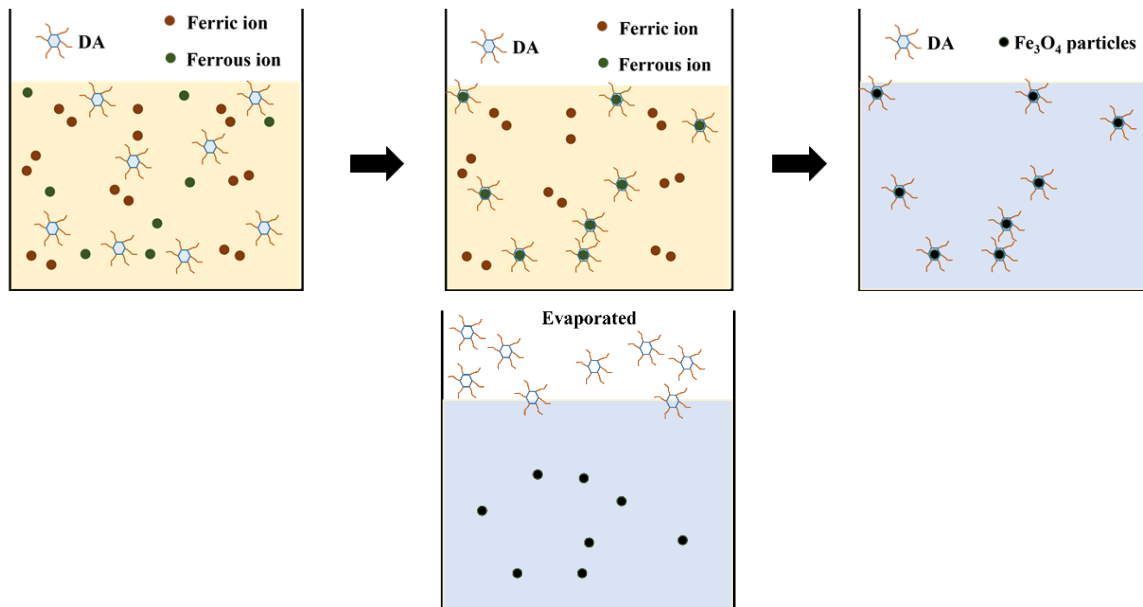 DA
Ferric ion
Ferrous ion
DA
Ferric ion
Ferrous ion
DA
Fe₃O₄ particles
Evaporated